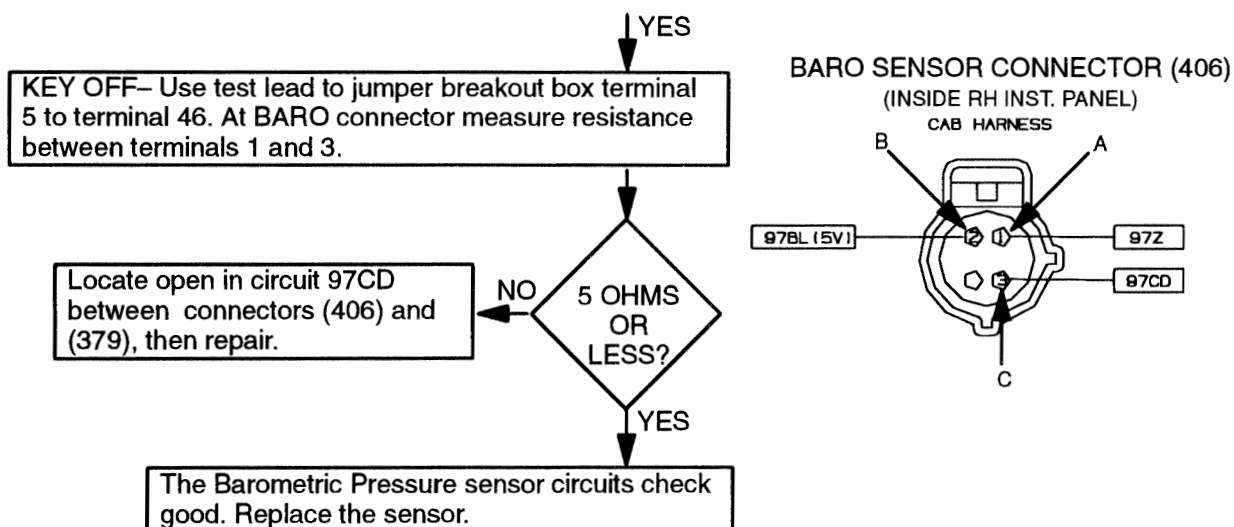 YES
KEY OFF– Use test lead to jumper breakout box terminal
5 to terminal 46. At BARO connector measure resistance
between terminals 1 and 3.
5 OHMS
OR
LESS?
NO
Locate open in circuit 97CD
between connectors (406) and
(379), then repair.
YES
The Barometric Pressure sensor circuits check
good. Replace the sensor.
BARO SENSOR CONNECTOR (406)
(INSIDE RH INST. PANEL)
CAB HARNESS
B
A
97BL (5V)
2
1
97Z
3
97CD
C